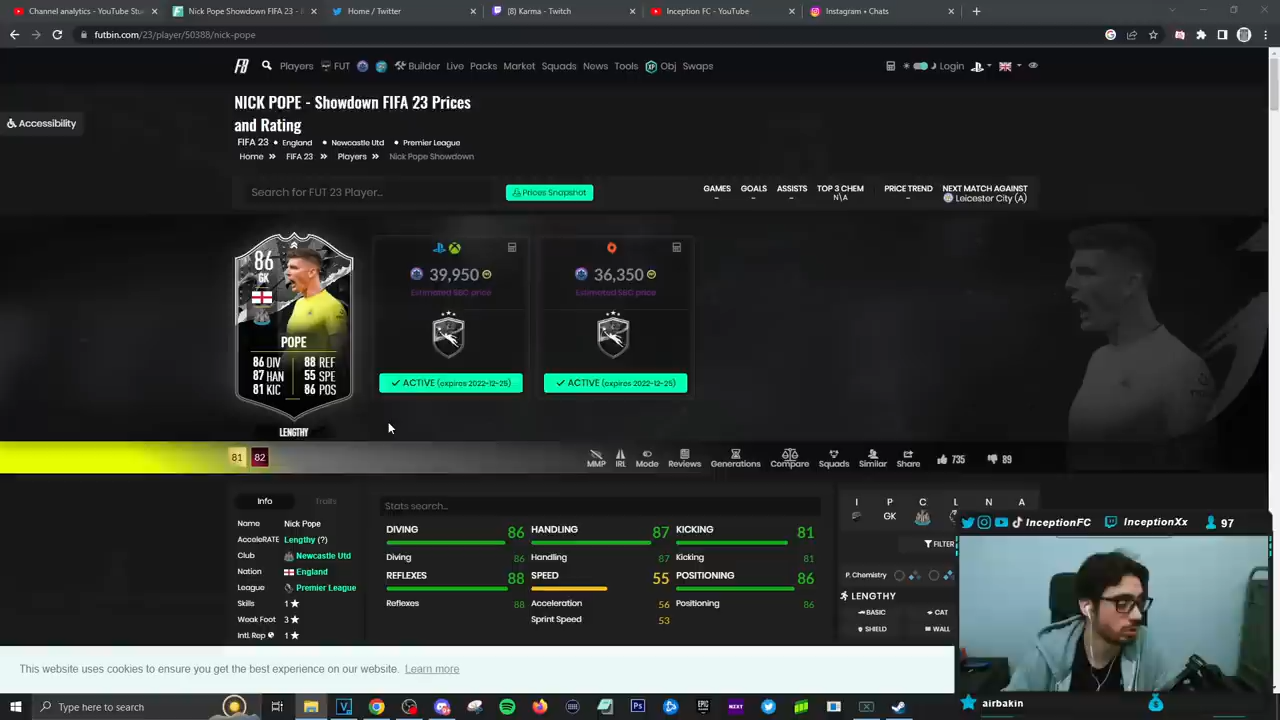 Channel analytics - YouTube Stu
Nick Pope Showdown FIFA 23 -
Home / Twitter
(8) Karma - Twitch
Inception FC - YouTube
Instagram • Chats
futbin.com/23/player/50388/nick-pope
Players
FUT
Builder
Live
Packs
Market
Squads
News
Tools
Obj
Swaps
Login
Accessibility
NICK POPE - Showdown FIFA 23 Prices
and Rating
FIFA 23 • England • Newcastle Utd • Premier League
Home » FIFA 23 » Players » Nick Pope Showdown
Search for FUT 23 Player...
Prices Snapshot
GAMES
-
GOALS
-
ASSISTS
-
TOP 3 CHEM
N\A
PRICE TREND
-
NEXT MATCH AGAINST
Leicester City (A)
86
GK
POPE
86 DIV 88 REF
87 HAN 55 SPE
81 KIC 86 POS
LENGTHY
39,950
Estimated SBC price
ACTIVE (expires 2022-12-25)
36,350
Estimated SBC price
ACTIVE (expires 2022-12-25)
81 82
MMP
IRL
Mode
Reviews
Generations
Compare
Squads
Similar
Share
735
89
Info
Traits
Name Nick Pope
AcceleRATE Lengthy (?)
Club Newcastle Utd
Nation England
League Premier League
Skills 1
Weak Foot 3
Intl. Rep 1
Stats search...
DIVING 86
Diving 86
REFLEXES 88
Reflexes 88
HANDLING 87
Handling 87
SPEED 55
Acceleration 56
Sprint Speed 53
KICKING 81
Kicking 81
POSITIONING 86
Positioning 86
I P C L N A
GK
FILTER
P. Chemistry
LENGTHY
BASIC
CAT
SHIELD
WALL
InceptionFC
InceptionXx
97
This website uses cookies to ensure you get the best experience on our website. Learn more
airbakin
Type here to search